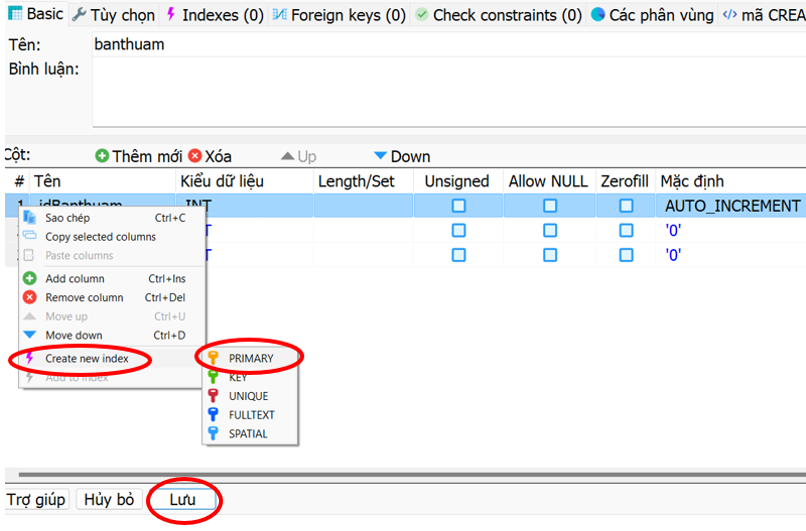 Basic Tùy chọn Indexes (0) Foreign keys (0) Check constraints (0) Các phân vùng </> mã CREA
Tên: banthuam
Bình luận:
Cột: Thêm mới Xóa Up Down
# Tên Kiểu dữ liệu Length/Set Unsigned Allow NULL Zerofill Mặc định
1 idBanthuam INT AUTO_INCREMENT
'0'
'0'
Sao chép Ctrl+C
Copy selected columns
Paste columns
Add column Ctrl+Ins
Remove column Ctrl+Del
Move up Ctrl+U
Move down Ctrl+D
Create new index
Add to index
PRIMARY
KEY
UNIQUE
FULLTEXT
SPATIAL
Trợ giúp Hủy bỏ Lưu